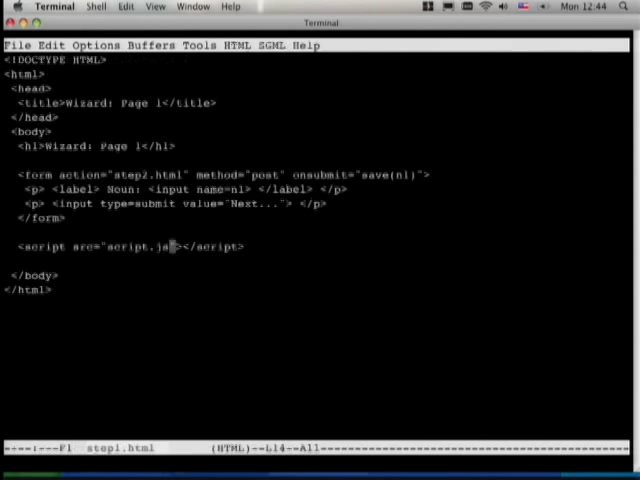 Terminal Shell Edit View Window Help Mon 12:44
Terminal
File Edit Options Buffers Tools HTML SGML Help
<!DOCTYPE HTML>
<html>
<head>
<title>Wizard: Page 1</title>
</head>
<body>
<h1>Wizard: Page 1</h1>
<form action="step2.html" method="post" onsubmit="save(n1)">
<p> <label> Noun: <input name=n1> </label> </p>
<p> <input type=submit value="Next..."> </p>
</form>
<script src="script.js"></script>
</body>
</html>
----:---F1 step1.html (HTML)--L14--All----------------------------------------